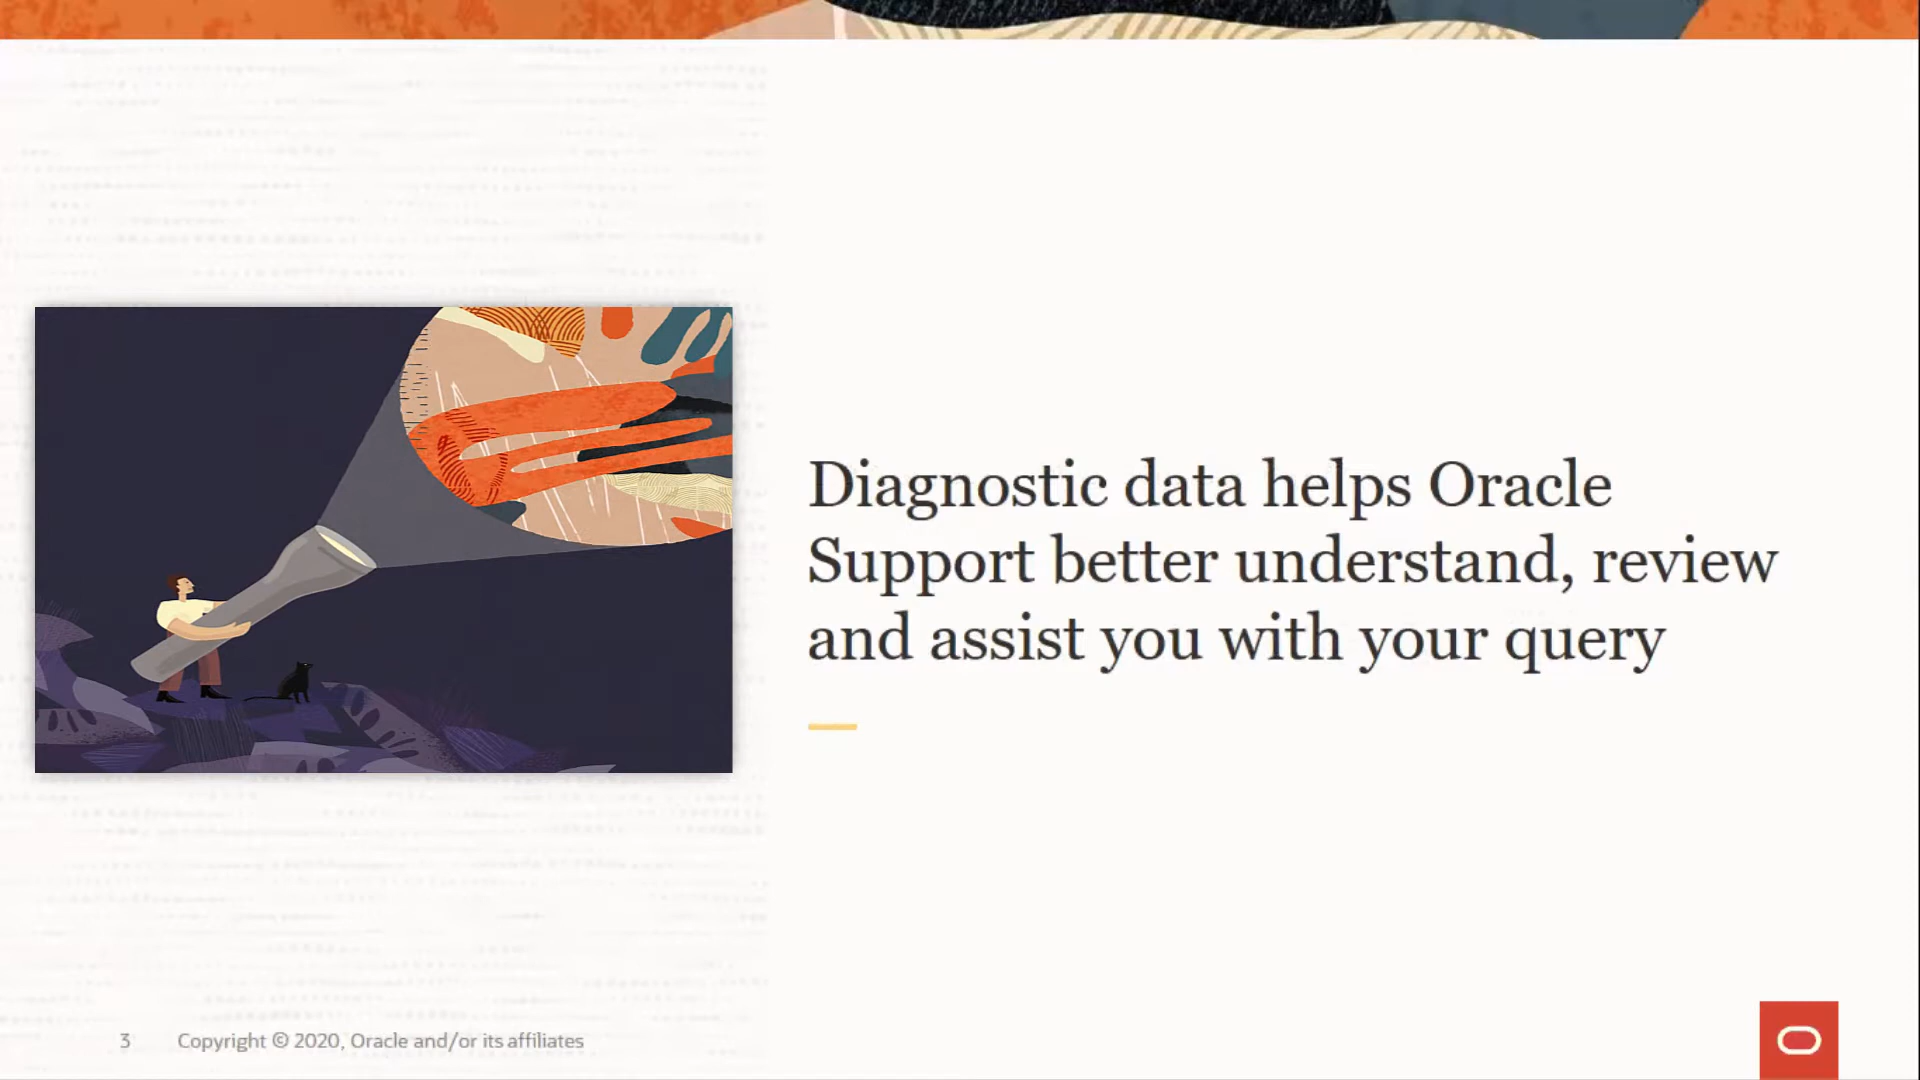 Diagnostic data helps Oracle
Support better understand, review
and assist you with your query
3 Copyright © 2020, Oracle and/or its affiliates